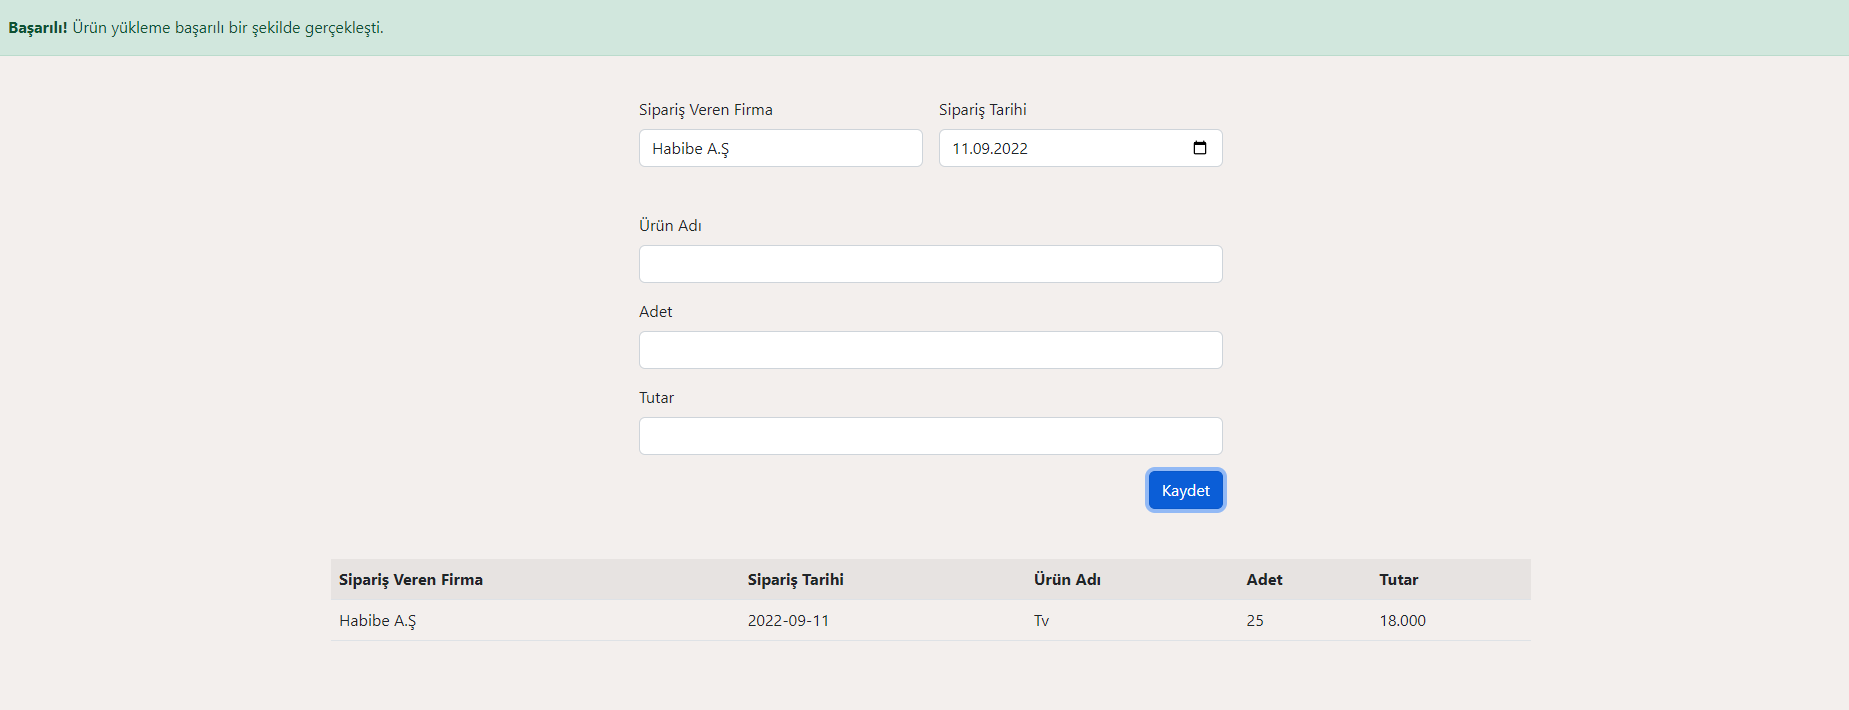 Başarılı! Ürün yükleme başarılı bir şekilde gerçekleşti.
Sipariş Veren Firma Sipariş Tarihi
Habibe A.Ş 11.09.2022
Ürün Adı
Adet
Tutar
Kaydet
Sipariş Veren Firma Sipariş Tarihi Ürün Adı Adet Tutar
Habibe A.Ş 2022-09-11 Tv 25 18.000